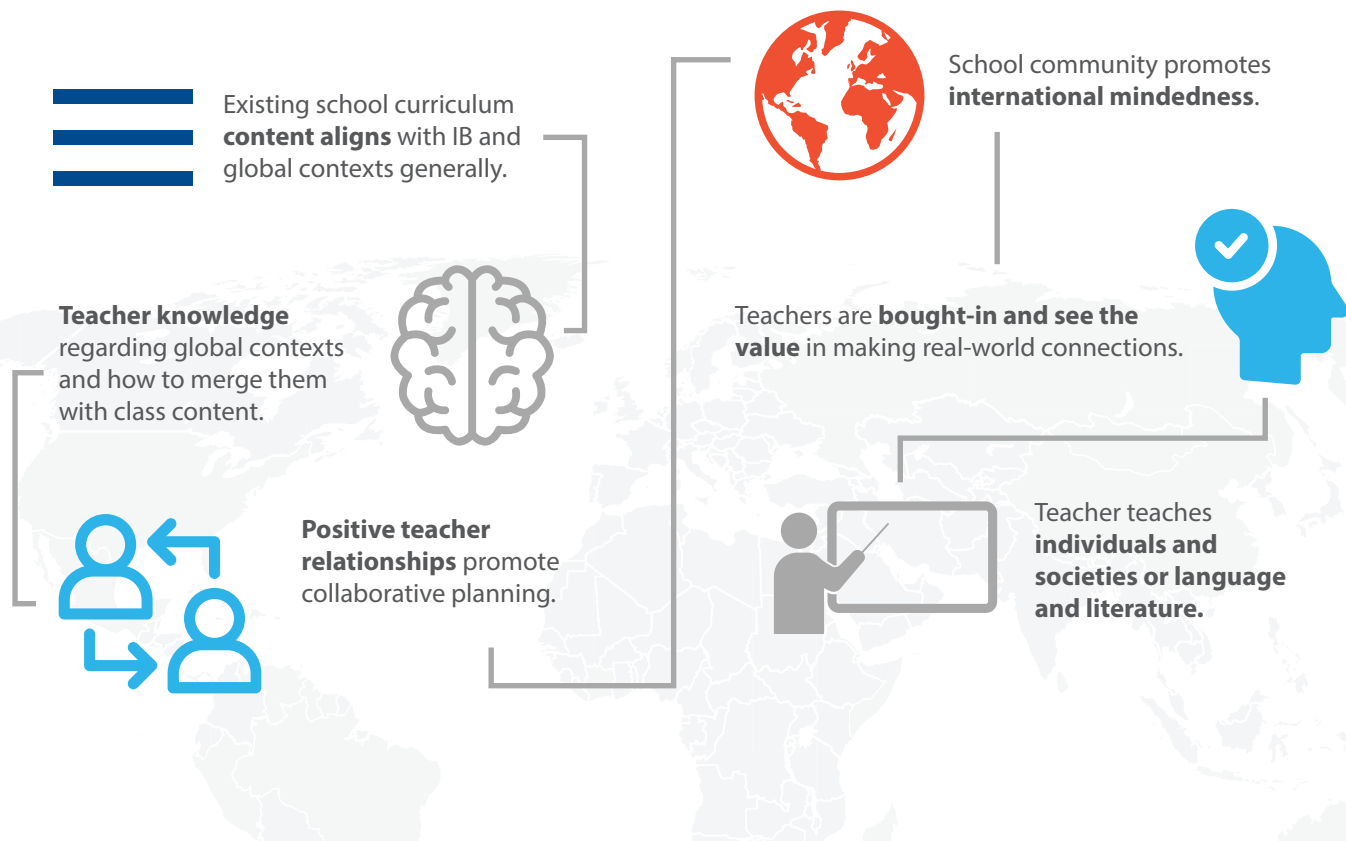 Existing school curriculum
content aligns with IB and
global contexts generally.
Teacher knowledge
regarding global contexts
and how to merge them
with class content.
Positive teacher
relationships promote
collaborative planning.
School community promotes
international mindedness.
Teachers are bought-in and see the
value in making real-world connections.
Teacher teaches
individuals and
societies or language
and literature.